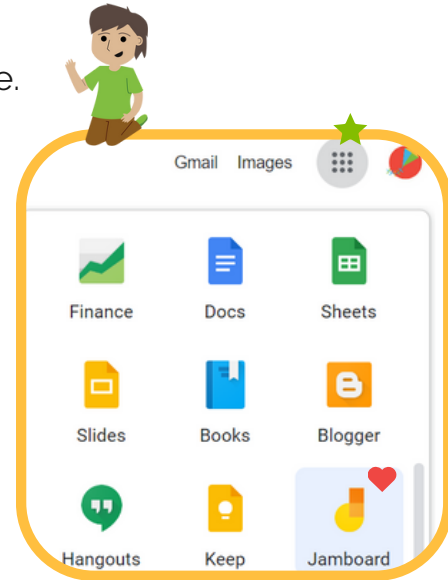 e.
Gmail Images
Finance Docs Sheets
Slides Books Blogger
Hangouts Keep Jamboard